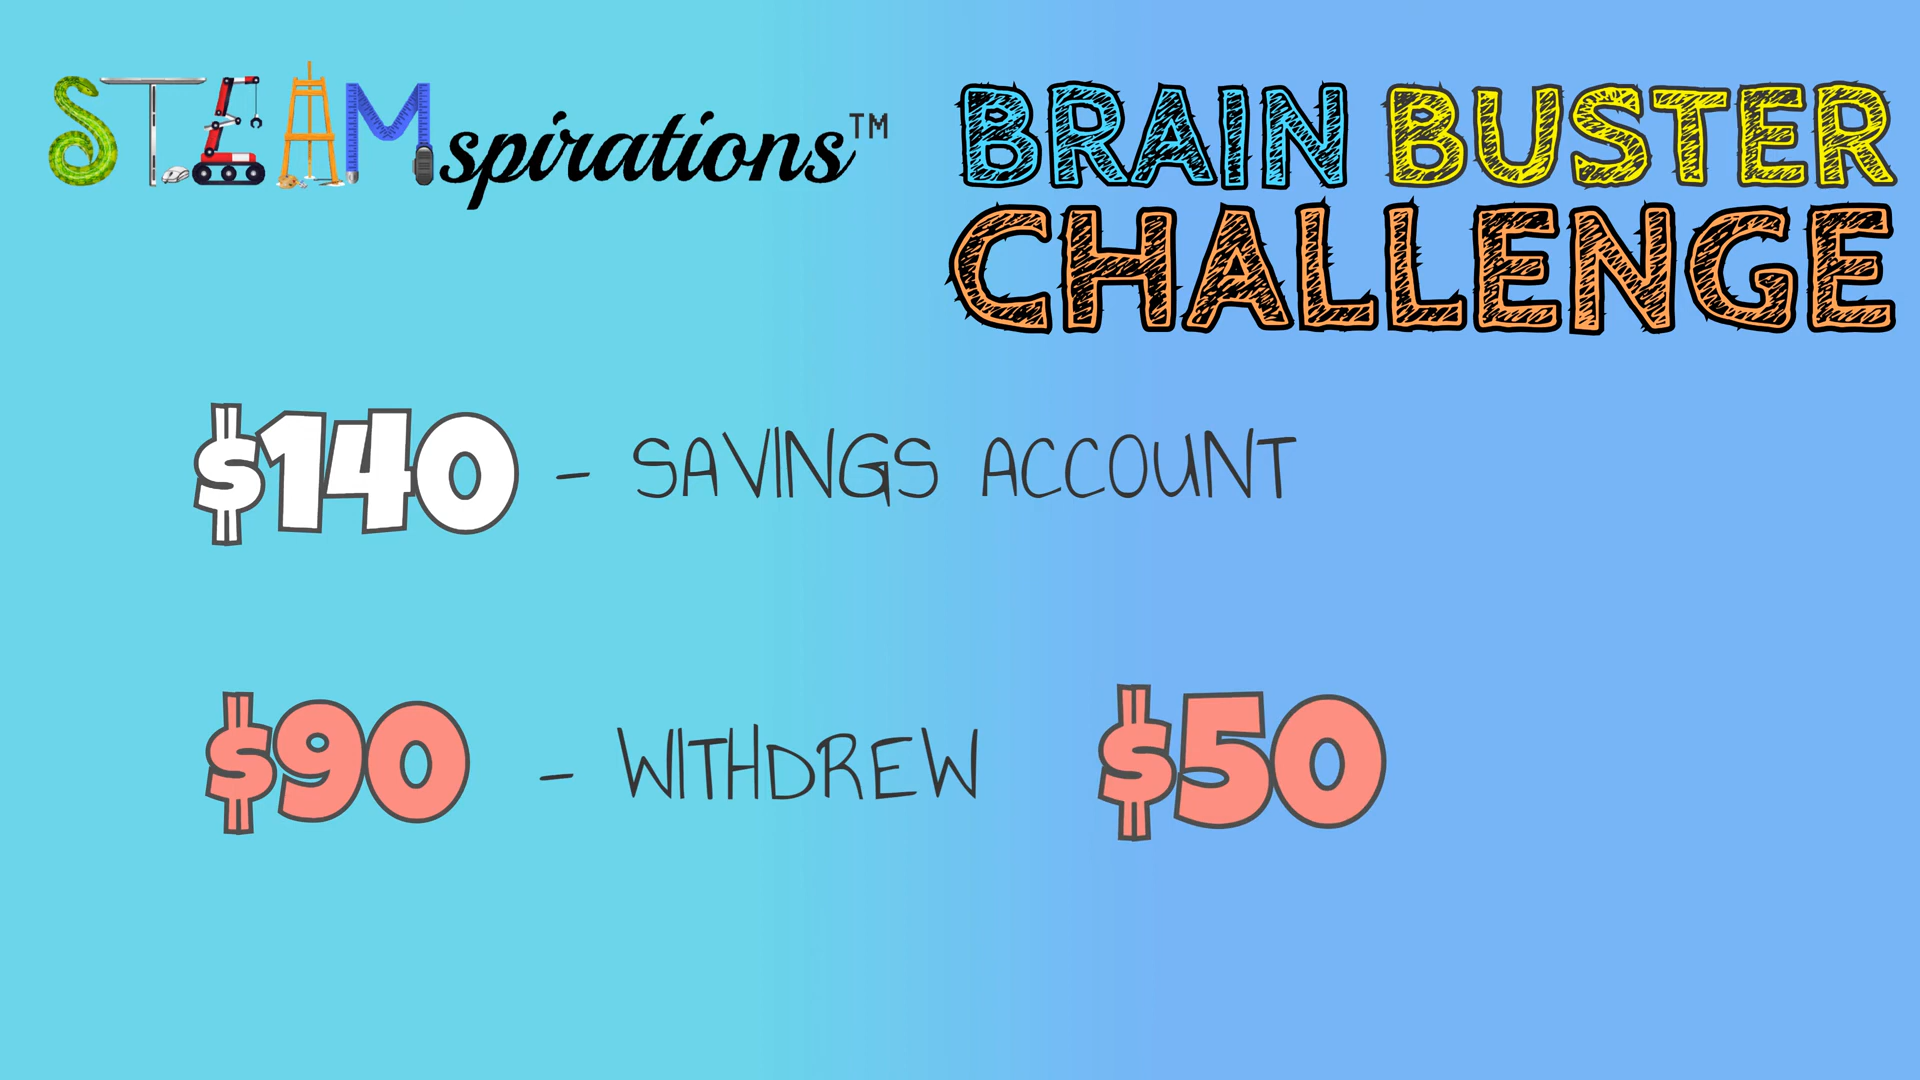 STEAMspirations™
BRAIN BUSTER
CHALLENGE
$140 - SAVINGS ACCOUNT
$90 - WITHDREW $50